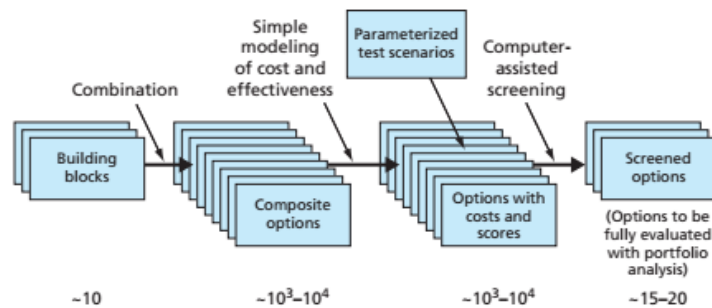 Combination
Simple
modeling
of cost and
effectiveness
Parameterized
test scenarios
Computer-
assisted
screening
Building
blocks
Composite
options
Options with
costs and
scores
Screened
options
(Options to be
fully evaluated
with portfolio
analysis)
~10
~10³–10⁴
~10³–10⁴
~15–20